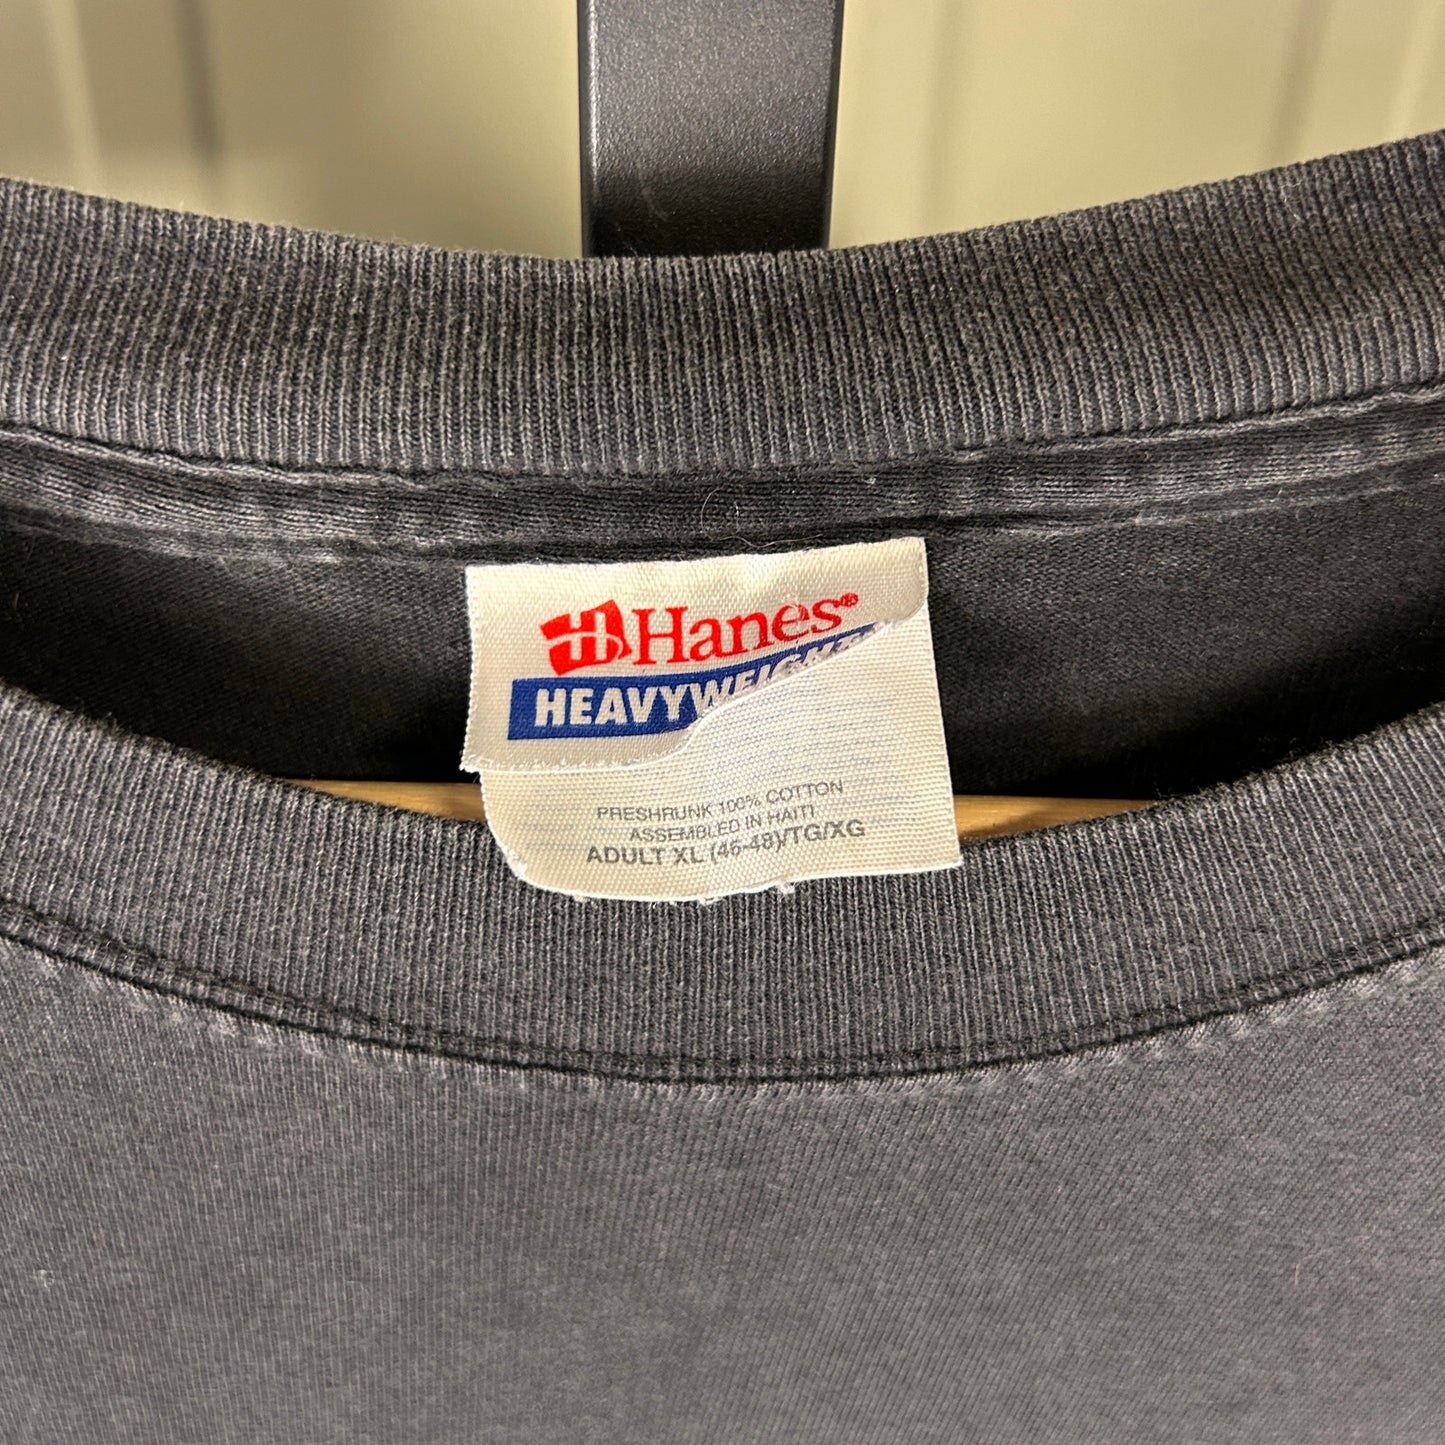 Hanes®
HEAVYWEIGHT
PRESHRUNK 100% COTTON
ASSEMBLED IN HAITI
ADULT XL (46-48)/TG/XG